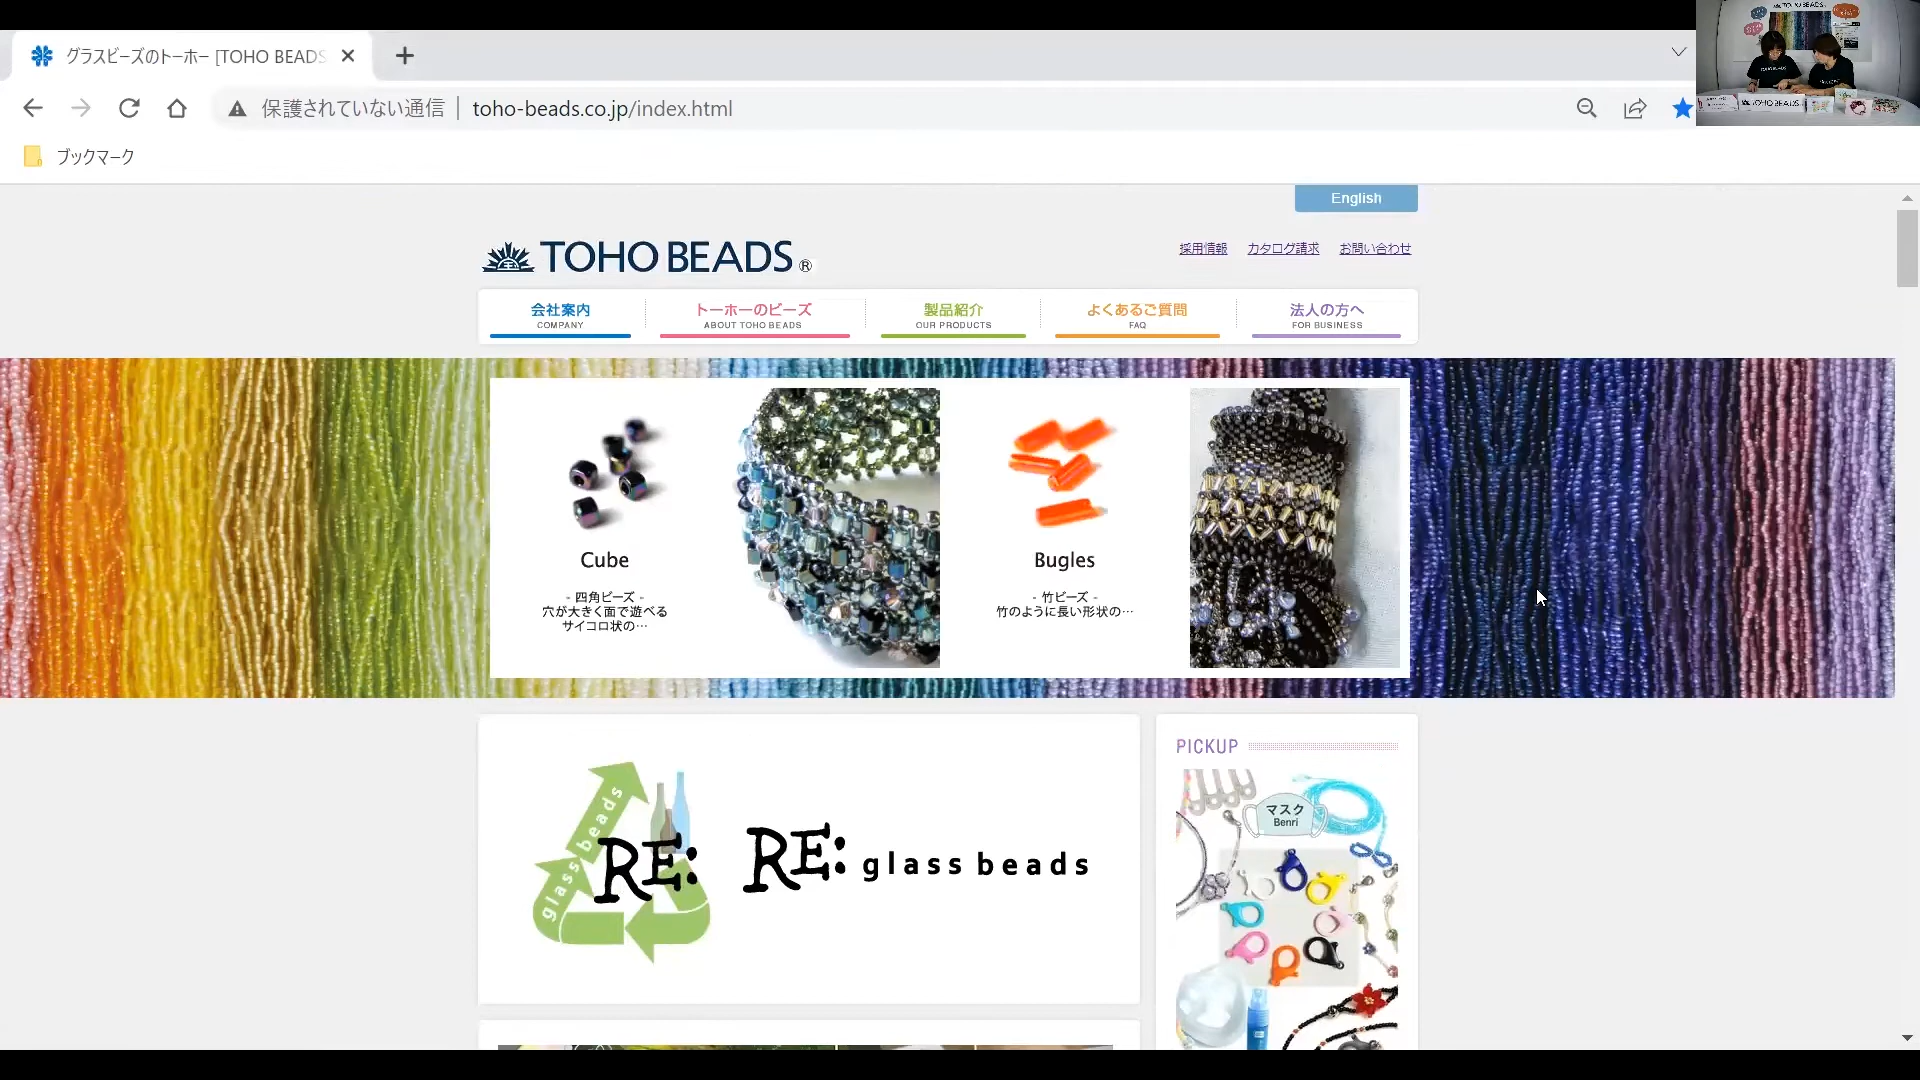 グラスビーズのトーホー [TOHO BEADS
保護されていない通信 toho-beads.co.jp/index.html
ブックマーク
English
TOHO BEADS ®
採用情報 カタログ請求 お問い合わせ
会社案内
COMPANY
トーホーのビーズ
ABOUT TOHO BEADS
製品紹介
OUR PRODUCTS
よくあるご質問
FAQ
法人の方へ
FOR BUSINESS
Cube
- 四角ビーズ -
穴が大きく面で遊べる
サイコロ状の…
Bugles
- 竹ビーズ -
竹のように長い形状の…
glass beads
RE:
RE: glass beads
PICKUP
マスク
Benri
TOHO BEADS
TOHO BEADS